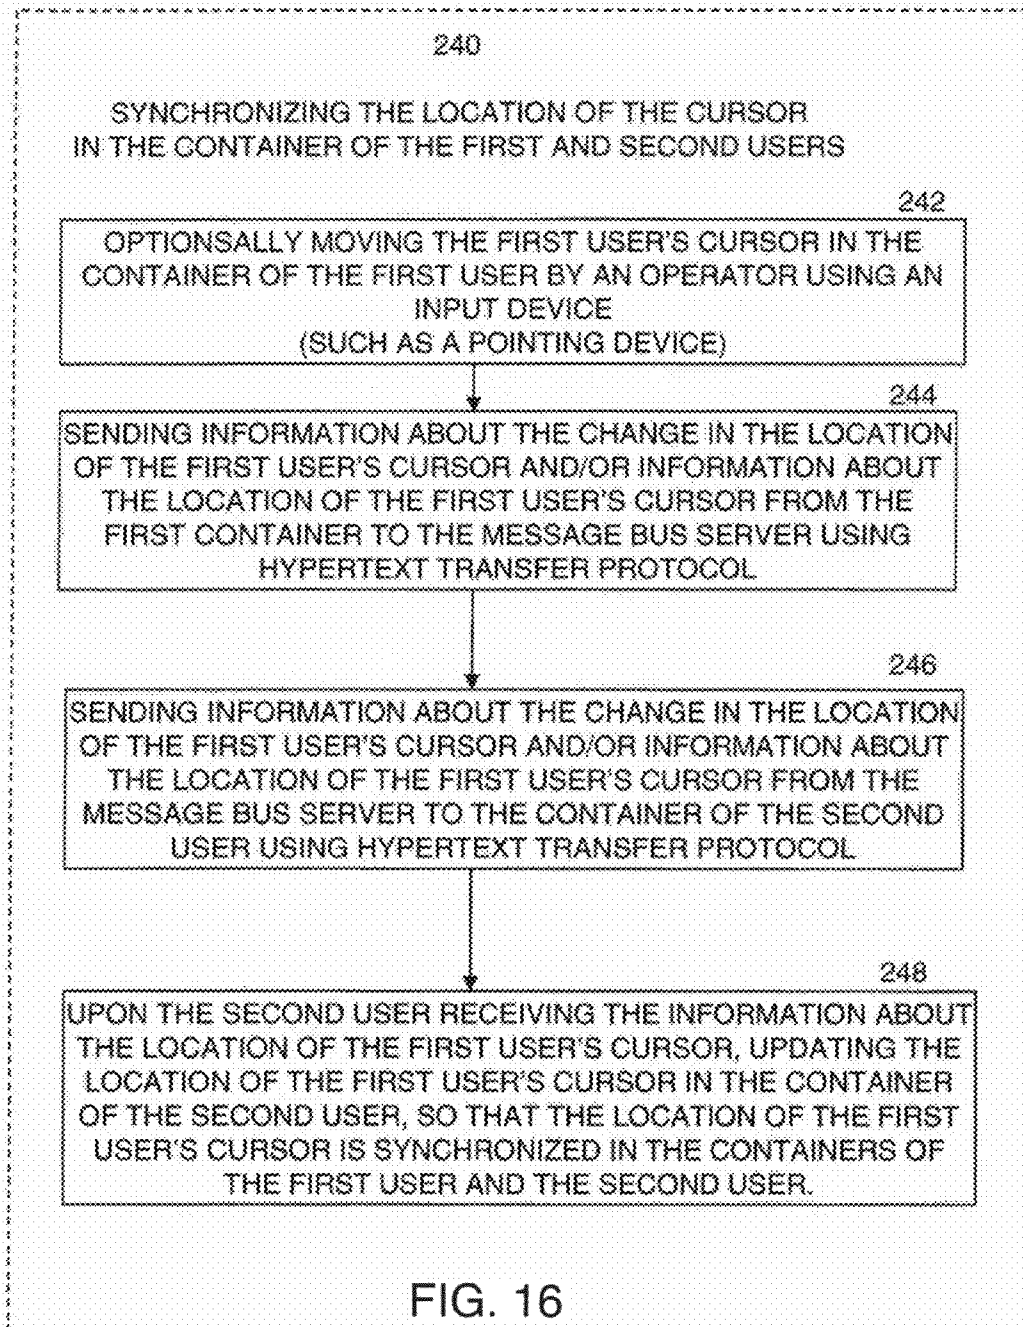 240
SYNCHRONIZING THE LOCATION OF THE CURSOR
IN THE CONTAINER OF THE FIRST AND SECOND USERS
242
OPTIONSALLY MOVING THE FIRST USER'S CURSOR IN THE
CONTAINER OF THE FIRST USER BY AN OPERATOR USING AN
INPUT DEVICE
(SUCH AS A POINTING DEVICE)
244
SENDING INFORMATION ABOUT THE CHANGE IN THE LOCATION
OF THE FIRST USER'S CURSOR AND/OR INFORMATION ABOUT
THE LOCATION OF THE FIRST USER'S CURSOR FROM THE
FIRST CONTAINER TO THE MESSAGE BUS SERVER USING
HYPERTEXT TRANSFER PROTOCOL
246
SENDING INFORMATION ABOUT THE CHANGE IN THE LOCATION
OF THE FIRST USER'S CURSOR AND/OR INFORMATION ABOUT
THE LOCATION OF THE FIRST USER'S CURSOR FROM THE
MESSAGE BUS SERVER TO THE CONTAINER OF THE SECOND
USER USING HYPERTEXT TRANSFER PROTOCOL
248
UPON THE SECOND USER RECEIVING THE INFORMATION ABOUT
THE LOCATION OF THE FIRST USER'S CURSOR, UPDATING THE
LOCATION OF THE FIRST USER'S CURSOR IN THE CONTAINER
OF THE SECOND USER, SO THAT THE LOCATION OF THE FIRST
USER'S CURSOR IS SYNCHRONIZED IN THE CONTAINERS OF
THE FIRST USER AND THE SECOND USER.
FIG. 16